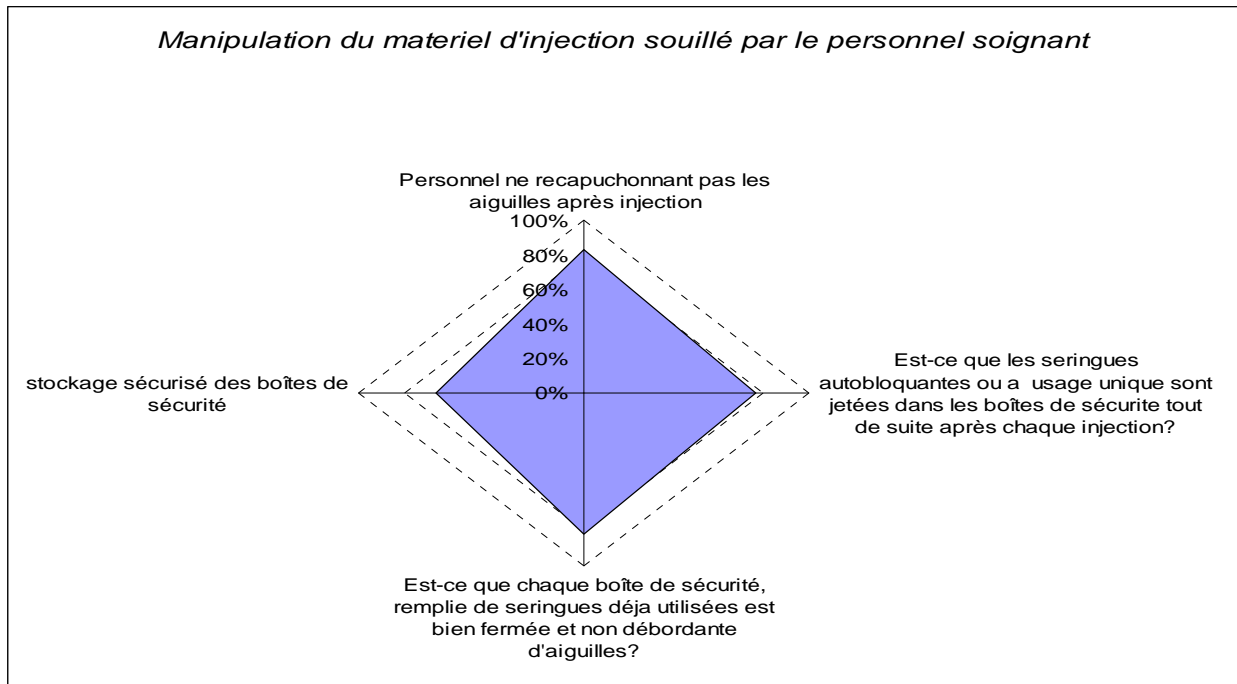 Manipulation du materiel d'injection souillé par le personnel soignant
Personnel ne recapuchonnant pas les
aiguilles après injection
100%
80%
60%
40%
20%
0%
Est-ce que les seringues
autobloquantes ou a usage unique sont
jetées dans les boîtes de sécurite tout
de suite après chaque injection?
stockage sécurisé des boîtes de
sécurité
Est-ce que chaque boîte de sécurité,
remplie de seringues déja utilisées est
bien fermée et non débordante
d'aiguilles?